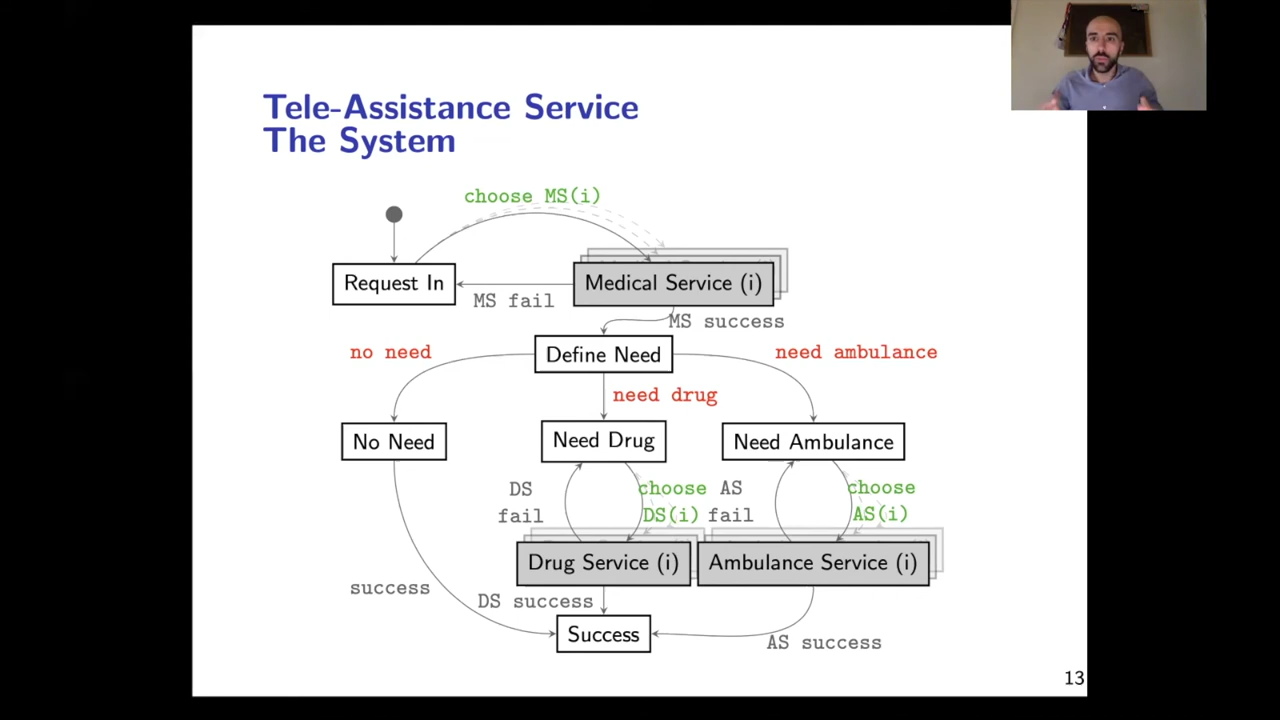 Tele-Assistance Service
The System
choose MS(i)
Request In
Medical Service (i)
MS fail
MS success
no need
Define Need
need ambulance
need drug
No Need
Need Drug
Need Ambulance
DS
fail
choose
DS(i)
AS
fail
choose
AS(i)
Drug Service (i)
Ambulance Service (i)
success
DS success
Success
AS success
13